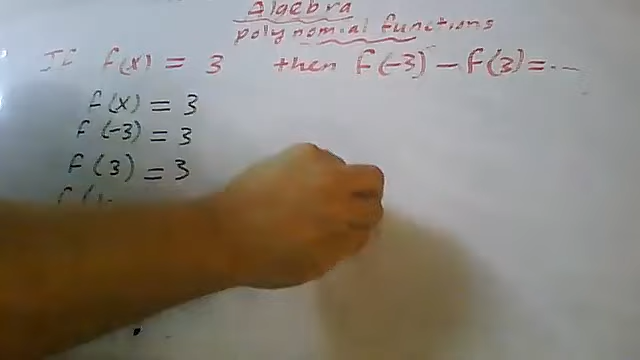 Algebra
polynomial functions
If f(x) = 3 then f(-3) - f(3) = ...
f(x) = 3
f(-3) = 3
f(3) = 3